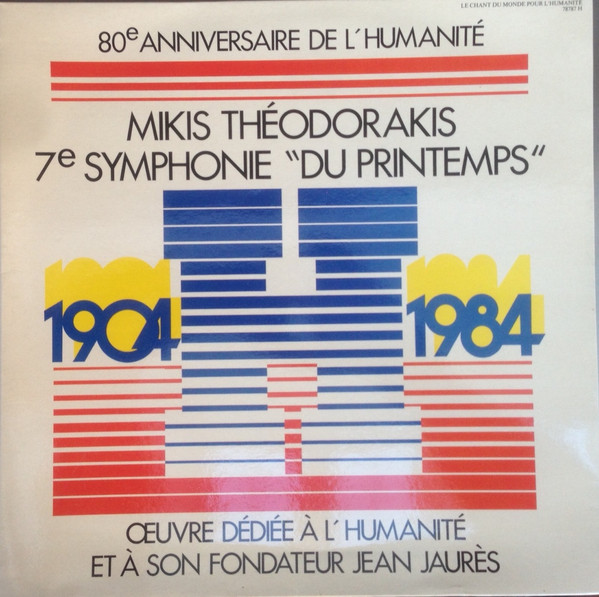 LE CHANT DU MONDE POUR L'HUMANITÉ
78787 H
80e ANNIVERSAIRE DE L'HUMANITÉ
MIKIS THÉODORAKIS
7e SYMPHONIE "DU PRINTEMPS"
1904
1984
ŒUVRE DÉDIÉE À L'HUMANITÉ
ET À SON FONDATEUR JEAN JAURÈS